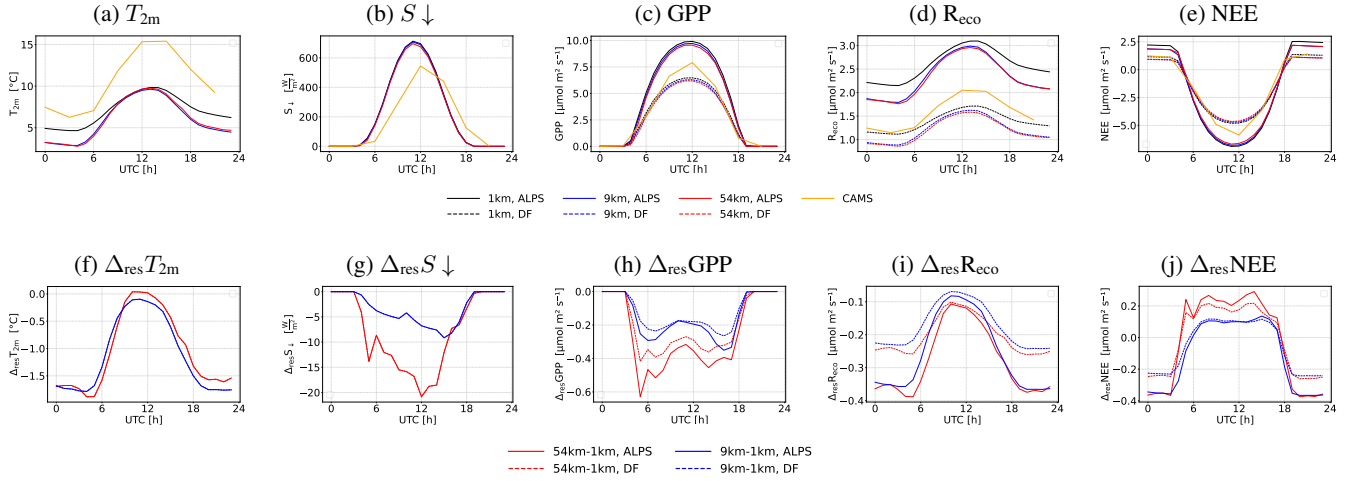 (a) T2m
(b) S ↓
(c) GPP
(d) Reco
(e) NEE
T2m [°C]
15
10
5
0 6 12 18 24
UTC [h]
S↓ [W/m²]
600
400
200
0
0 6 12 18 24
UTC [h]
GPP [μmol m² s⁻¹]
10.0
7.5
5.0
2.5
0.0
0 6 12 18 24
UTC [h]
Reco [μmol m² s⁻¹]
3.0
2.5
2.0
1.5
1.0
0 6 12 18 24
UTC [h]
NEE [μmol m² s⁻¹]
2.5
0.0
−2.5
−5.0
0 6 12 18 24
UTC [h]
1km, ALPS 9km, ALPS 54km, ALPS CAMS
1km, DF 9km, DF 54km, DF
(f) ΔresT2m
(g) ΔresS ↓
(h) ΔresGPP
(i) ΔresReco
(j) ΔresNEE
ΔresT2m [°C]
0.0
−0.5
−1.0
−1.5
0 6 12 18 24
UTC [h]
ΔresS↓ [W/m²]
0
−5
−10
−15
−20
0 6 12 18 24
UTC [h]
ΔresGPP [μmol m² s⁻¹]
0.0
−0.2
−0.4
−0.6
0 6 12 18 24
UTC [h]
ΔresReco [μmol m² s⁻¹]
−0.1
−0.2
−0.3
−0.4
0 6 12 18 24
UTC [h]
ΔresNEE [μmol m² s⁻¹]
0.2
0.0
−0.2
−0.4
0 6 12 18 24
UTC [h]
54km-1km, ALPS 9km-1km, ALPS
54km-1km, DF 9km-1km, DF